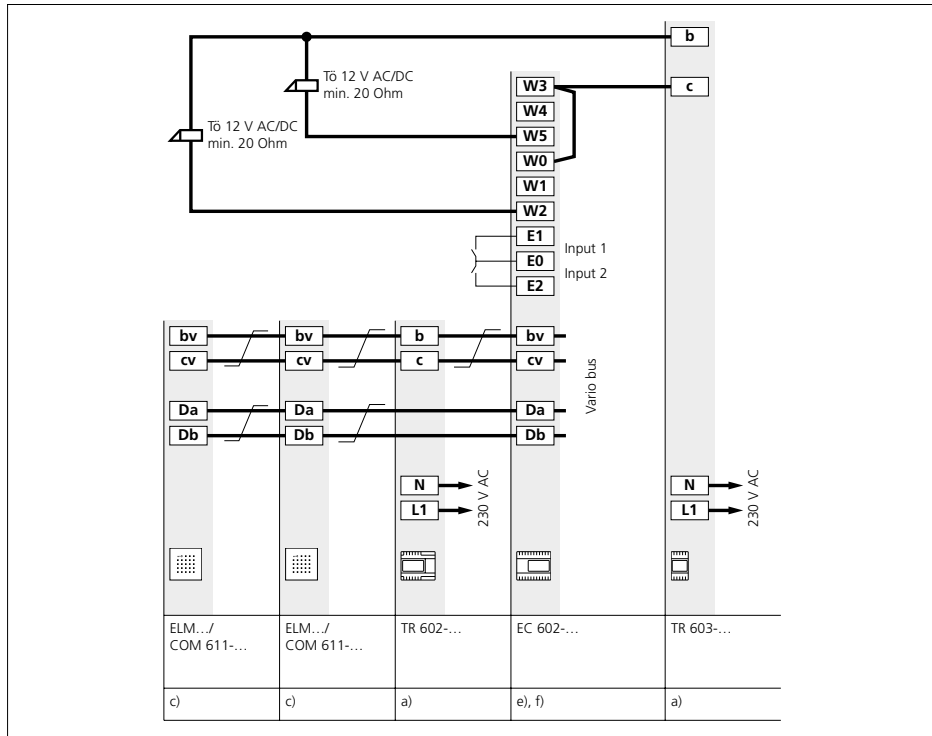 b
Tö 12 V AC/DC
min. 20 Ohm
W3
c
W4
Tö 12 V AC/DC
min. 20 Ohm
W5
W0
W1
W2
E1
Input 1
E0
Input 2
E2
bv
bv
b
bv
cv
cv
c
cv
Vario bus
Da
Da
Da
Db
Db
Db
N
L1
230 V AC
N
L1
230 V AC
ELM.../
COM 611-...
ELM.../
COM 611-...
TR 602-...
EC 602-...
TR 603-...
c)
c)
a)
e), f)
a)